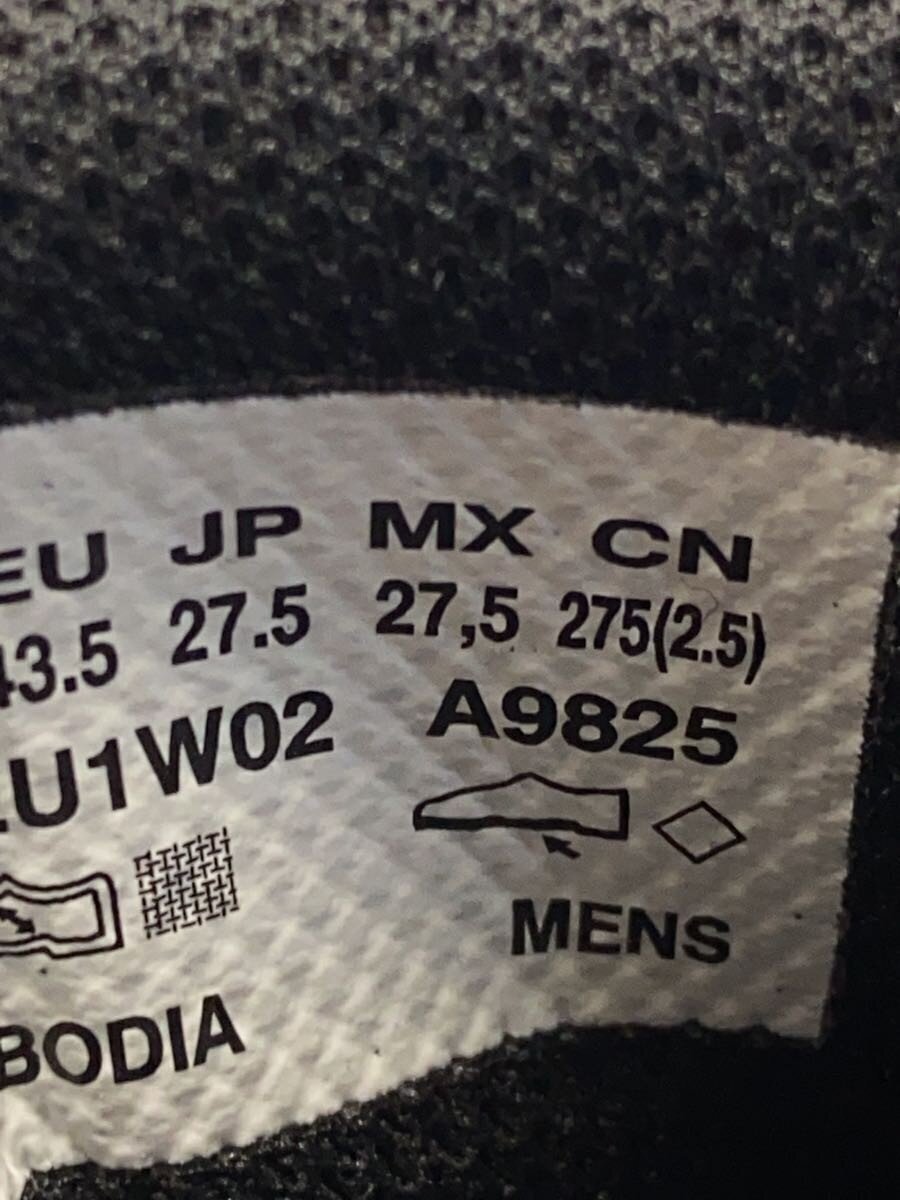 EU JP MX CN
43.5 27.5 27,5 275(2.5)
U1W02 A9825
MENS
BODIA